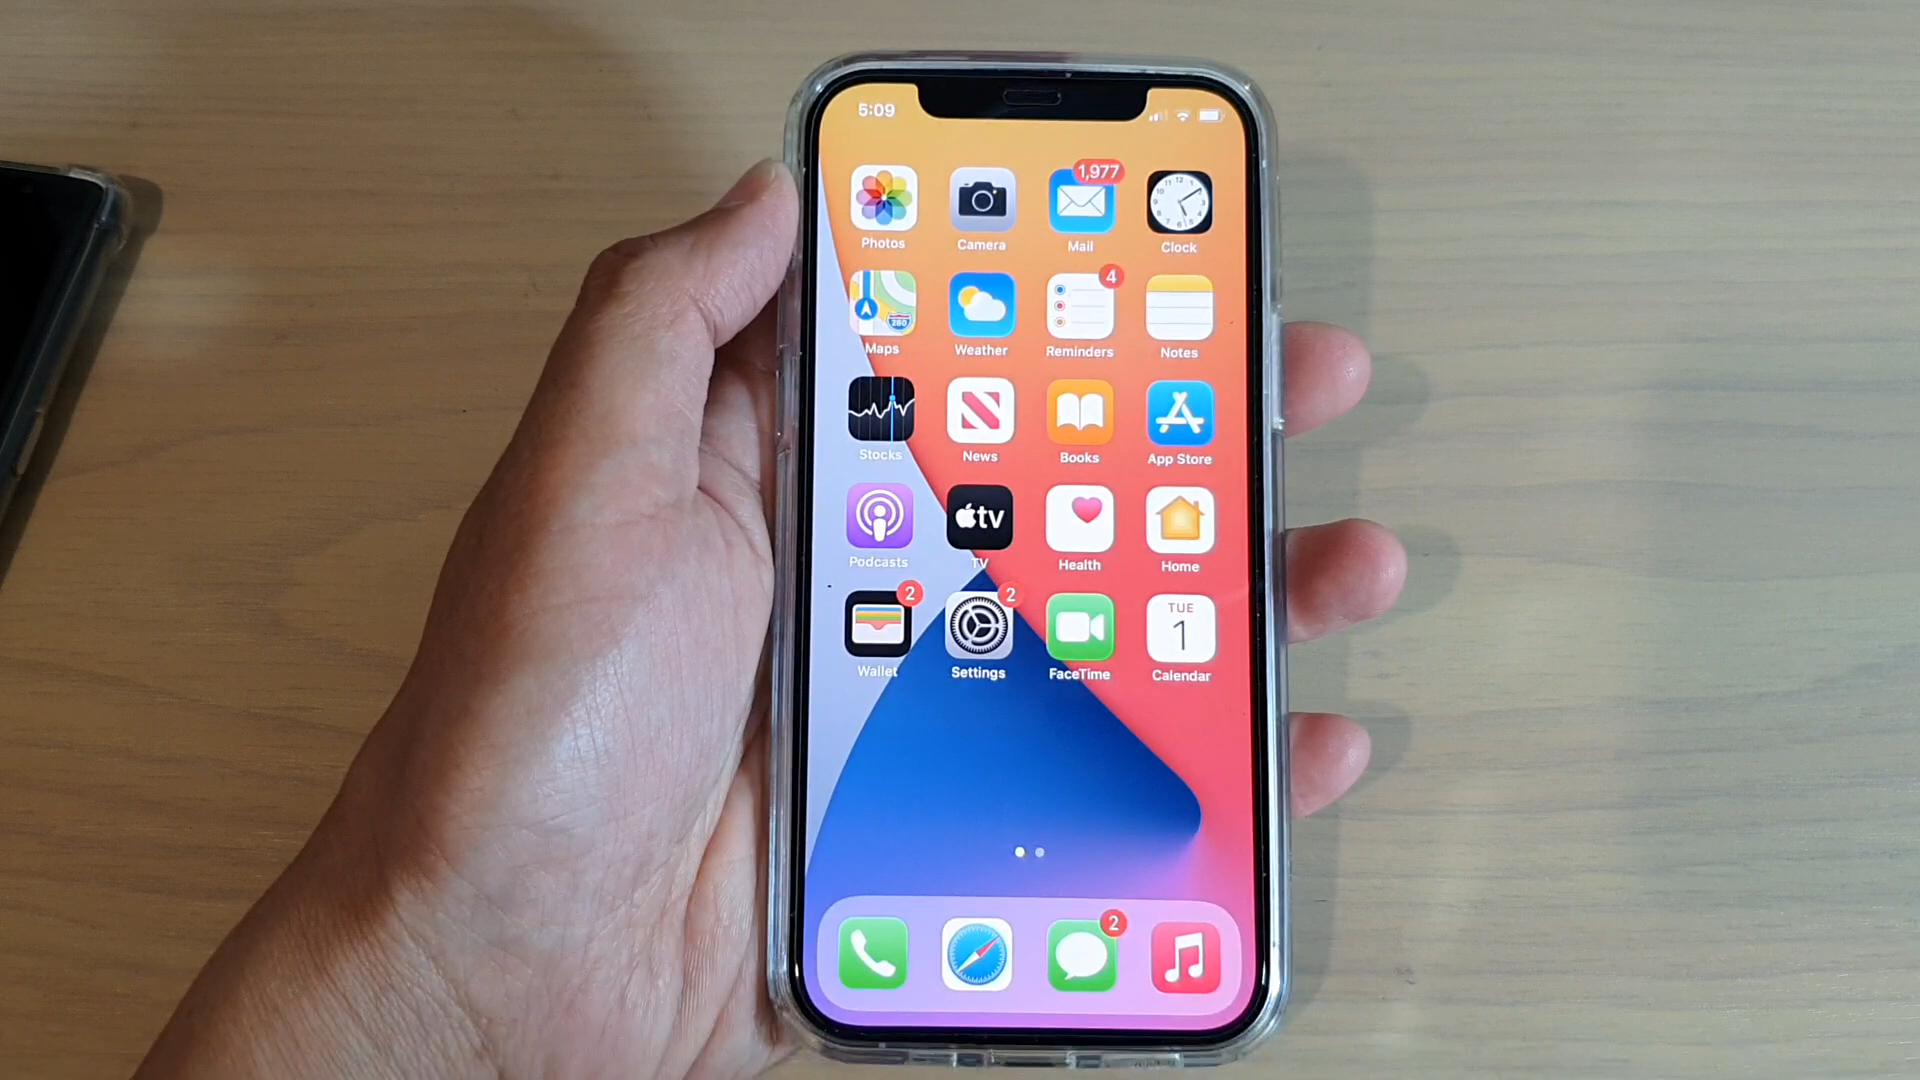 5:09
1,977
Photos Camera Mail Clock
4
280
Maps Weather Reminders Notes
Stocks News Books App Store
tv
Podcasts TV Health Home
2 2 TUE
1
Wallet Settings FaceTime Calendar
2